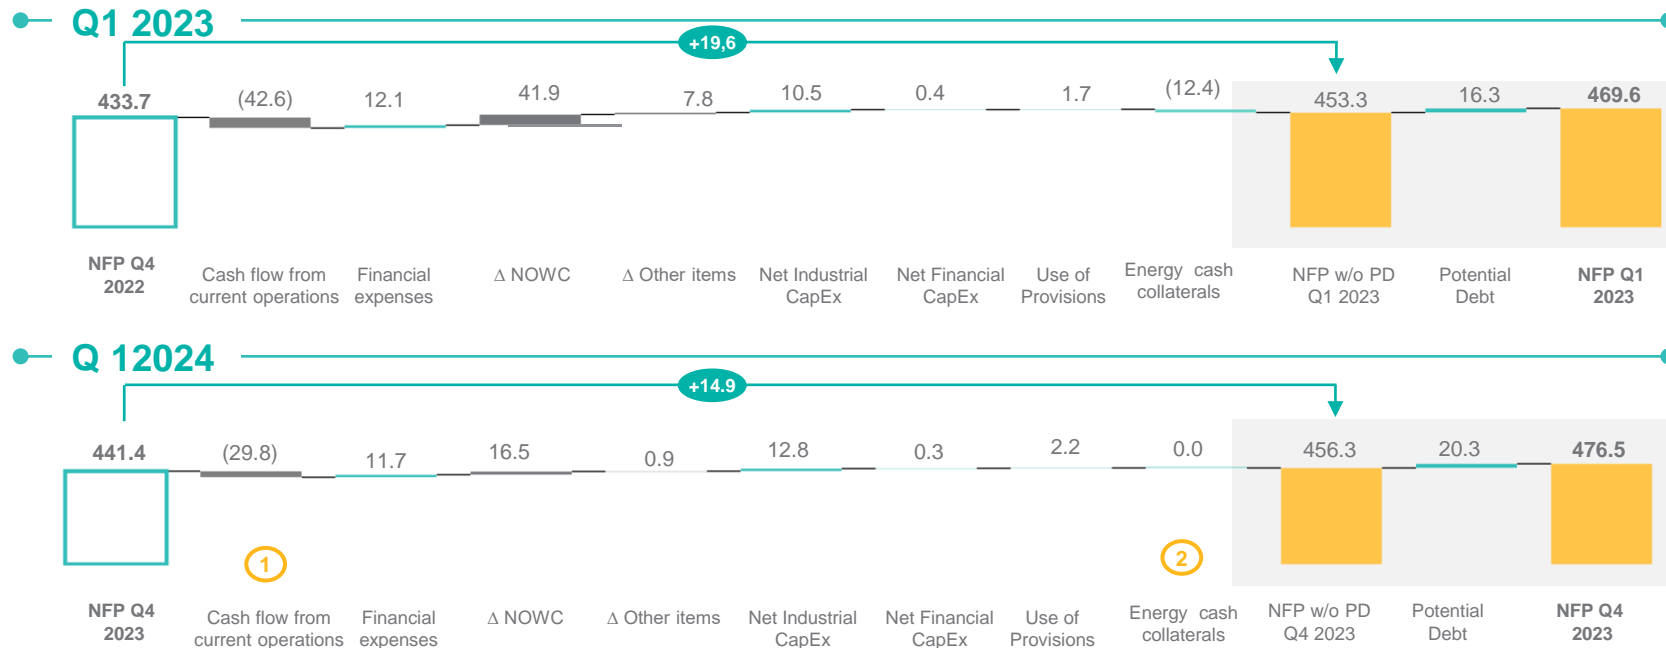 Q1 2023
+19,6
433.7 (42.6) 12.1 41.9 7.8 10.5 0.4 1.7 (12.4) 453.3 16.3 469.6
NFP Q4
2022
Cash flow from
current operations
Financial
expenses
Δ NOWC
Δ Other items
Net Industrial
CapEx
Net Financial
CapEx
Use of
Provisions
Energy cash
collaterals
NFP w/o PD
Q1 2023
Potential
Debt
NFP Q1
2023
Q 12024
+14.9
441.4 (29.8) 11.7 16.5 0.9 12.8 0.3 2.2 0.0 456.3 20.3 476.5
1
2
NFP Q4
2023
Cash flow from
current operations
Financial
expenses
Δ NOWC
Δ Other items
Net Industrial
CapEx
Net Financial
CapEx
Use of
Provisions
Energy cash
collaterals
NFP w/o PD
Q4 2023
Potential
Debt
NFP Q4
2023